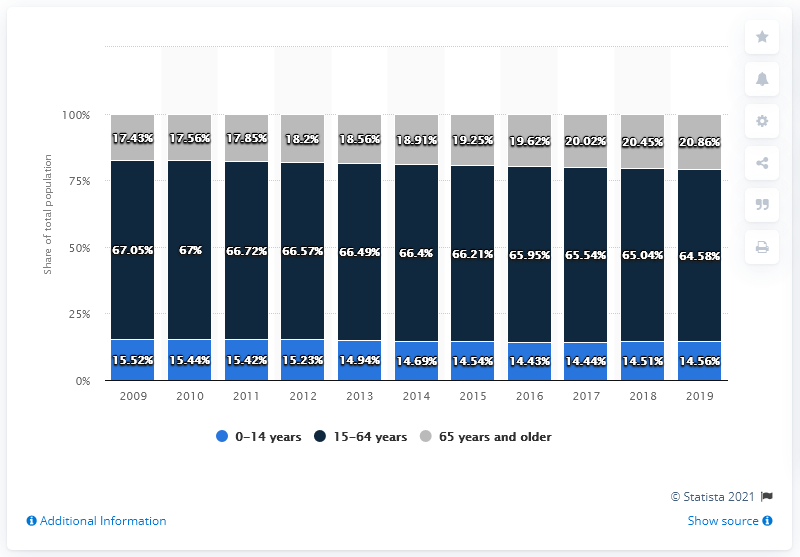 100%
75%
50%
25%
0%
Share of total population
17.43% 17.56% 17.85% 18.2% 18.56% 18.91% 19.25% 19.62% 20.02% 20.45% 20.86%
67.05% 67% 66.72% 66.57% 66.49% 66.4% 66.21% 65.95% 65.54% 65.04% 64.58%
15.52% 15.44% 15.42% 15.23% 14.94% 14.69% 14.54% 14.43% 14.44% 14.51% 14.56%
2009 2010 2011 2012 2013 2014 2015 2016 2017 2018 2019
0-14 years 15-64 years 65 years and older
© Statista 2021
Additional Information Show source